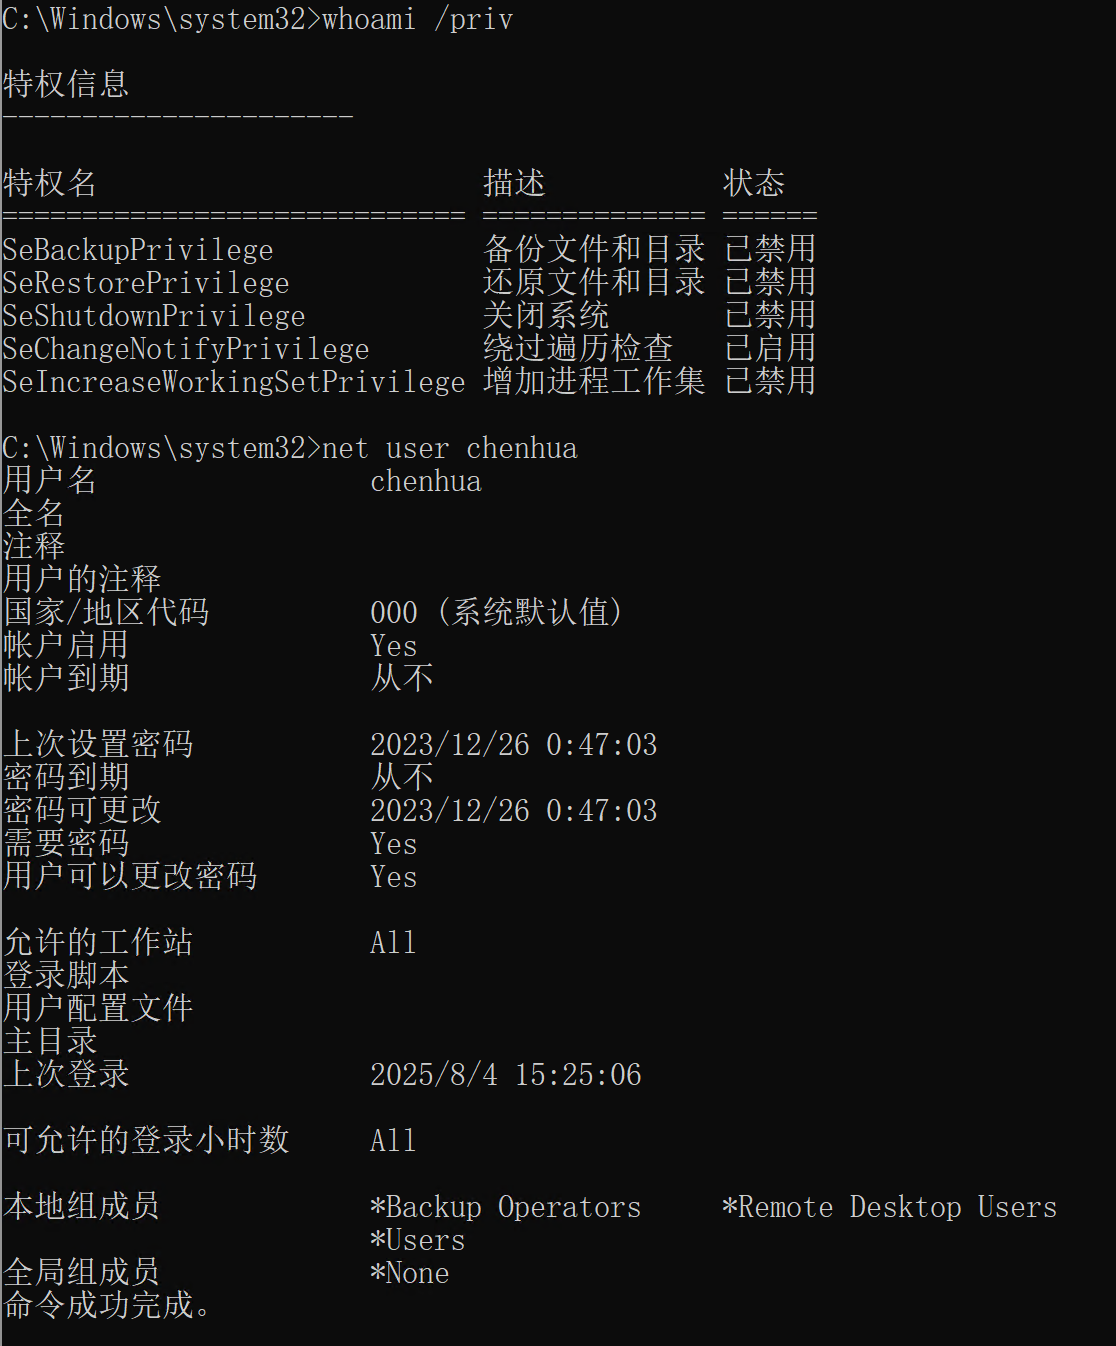 C:\Windows\system32>whoami /priv
特权信息
----------------------
特权名                        描述           状态
============================= ============== ======
SeBackupPrivilege             备份文件和目录 已禁用
SeRestorePrivilege            还原文件和目录 已禁用
SeShutdownPrivilege           关闭系统       已禁用
SeChangeNotifyPrivilege       绕过遍历检查   已启用
SeIncreaseWorkingSetPrivilege 增加进程工作集 已禁用
C:\Windows\system32>net user chenhua
用户名                 chenhua
全名
注释
用户的注释
国家/地区代码          000 (系统默认值)
帐户启用               Yes
帐户到期               从不
上次设置密码           2023/12/26 0:47:03
密码到期               从不
密码可更改             2023/12/26 0:47:03
需要密码               Yes
用户可以更改密码       Yes
允许的工作站           All
登录脚本
用户配置文件
主目录
上次登录               2025/8/4 15:25:06
可允许的登录小时数     All
本地组成员             *Backup Operators     *Remote Desktop Users
                       *Users
全局组成员             *None
命令成功完成。